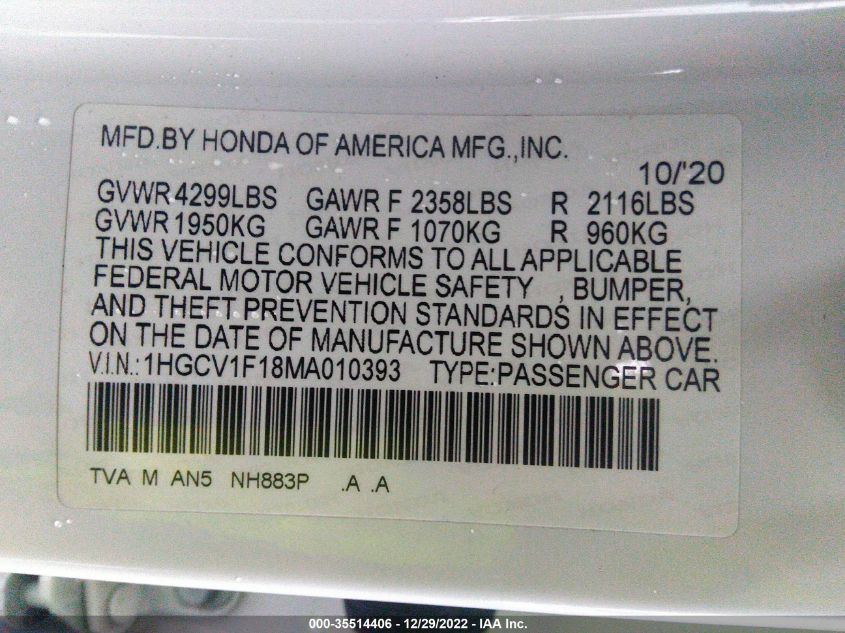 MFD.BY HONDA OF AMERICA MFG.,INC.
10/'20
GVWR 4299LBS GAWR F 2358LBS R 2116LBS
GVWR 1950KG GAWR F 1070KG R 960KG
THIS VEHICLE CONFORMS TO ALL APPLICABLE
FEDERAL MOTOR VEHICLE SAFETY , BUMPER,
AND THEFT PREVENTION STANDARDS IN EFFECT
ON THE DATE OF MANUFACTURE SHOWN ABOVE.
V.I.N.:1HGCV1F18MA010393 TYPE:PASSENGER CAR
TVA M AN5 NH883P .A .A
000-35514406 - 12/29/2022 - IAA Inc.